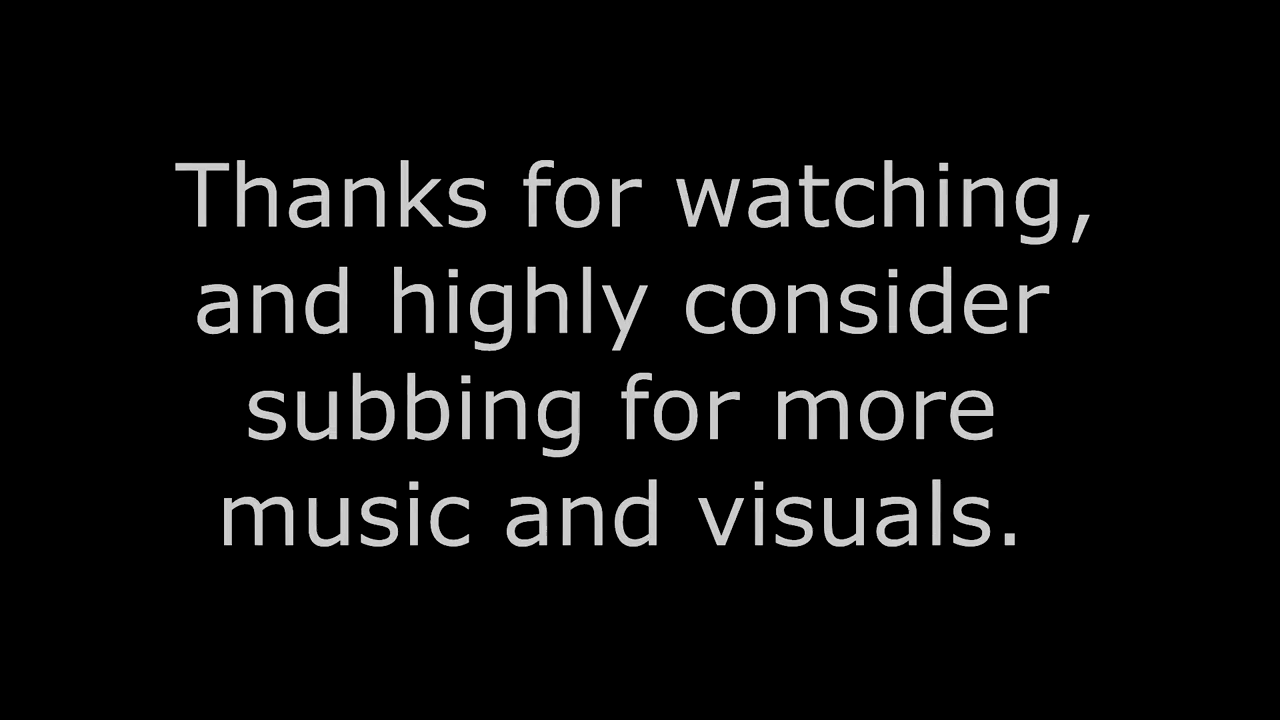 Thanks for watching,
and highly consider
subbing for more
music and visuals.